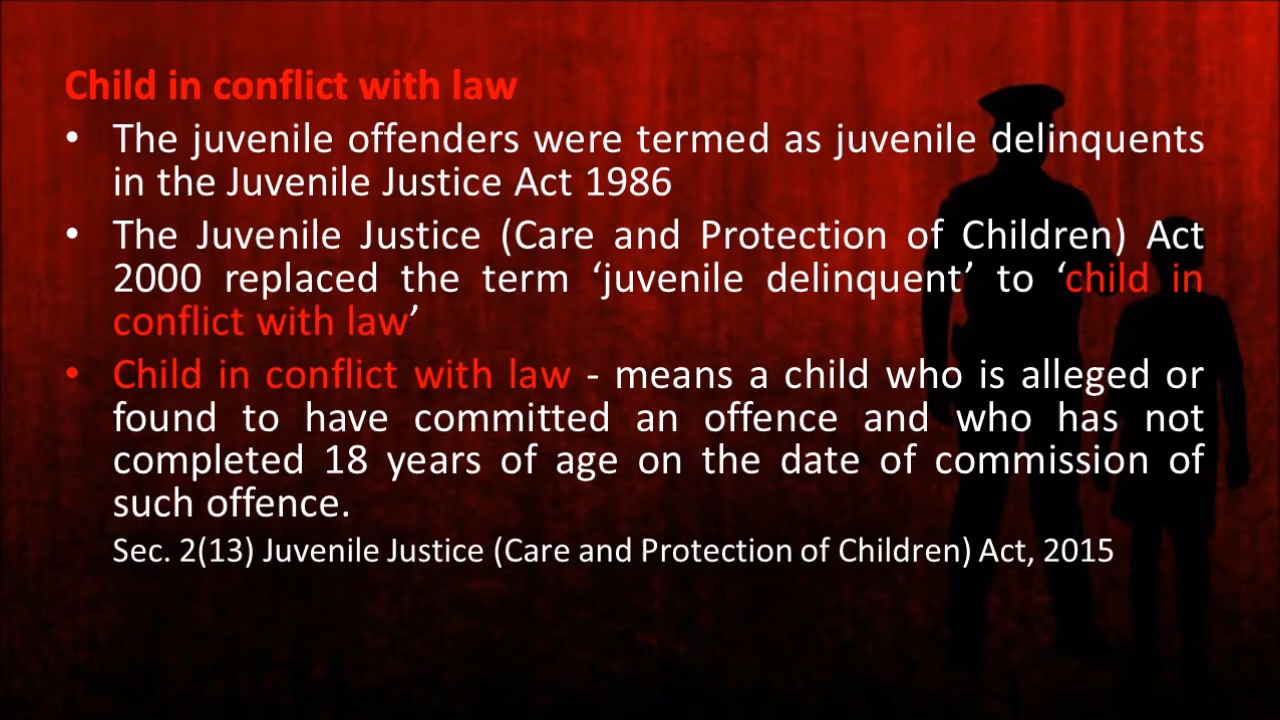 Child in conflict with law
• The juvenile offenders were termed as juvenile delinquents
in the Juvenile Justice Act 1986
• The Juvenile Justice (Care and Protection of Children) Act
2000 replaced the term ‘juvenile delinquent’ to ‘child in
conflict with law’
• Child in conflict with law - means a child who is alleged or
found to have committed an offence and who has not
completed 18 years of age on the date of commission of
such offence.
Sec. 2(13) Juvenile Justice (Care and Protection of Children) Act, 2015